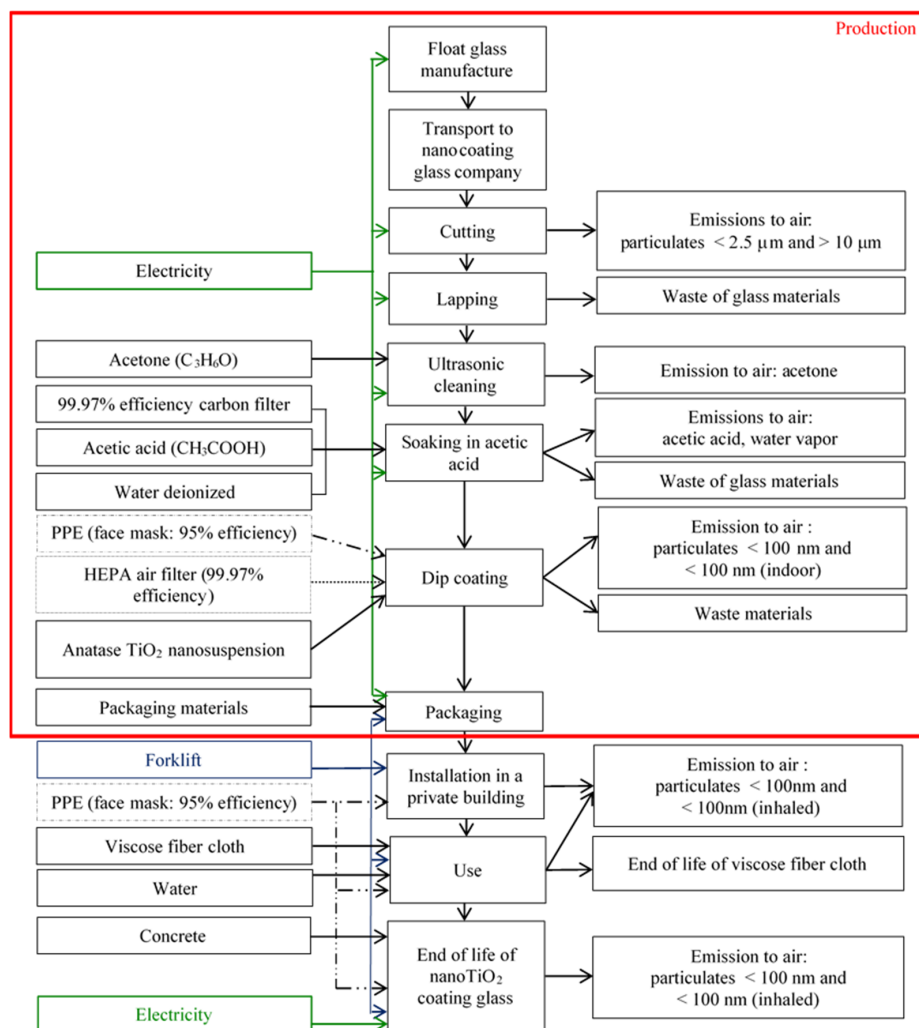 Production
Float glass
manufacture
Transport to
nanocoating
glass company
Cutting
Emissions to air:
particulates < 2.5 µm and > 10 µm
Electricity
Lapping
Waste of glass materials
Acetone (C₃H₆O)
Ultrasonic
cleaning
Emission to air: acetone
99.97% efficiency carbon filter
Acetic acid (CH₃COOH)
Water deionized
Soaking in acetic
acid
Emissions to air:
acetic acid, water vapor
Waste of glass materials
PPE (face mask: 95% efficiency)
HEPA air filter (99.97%
efficiency)
Anatase TiO₂ nanosuspension
Dip coating
Emission to air :
particulates < 100 nm and
< 100 nm (indoor)
Waste materials
Packaging materials
Packaging
Forklift
PPE (face mask: 95% efficiency)
Installation in a
private building
Emission to air :
particulates < 100nm and
< 100nm (inhaled)
Viscose fiber cloth
Water
Use
End of life of viscose fiber cloth
Concrete
End of life of
nanoTiO₂
coating glass
Emission to air:
particulates < 100 nm and
< 100 nm (inhaled)
Electricity